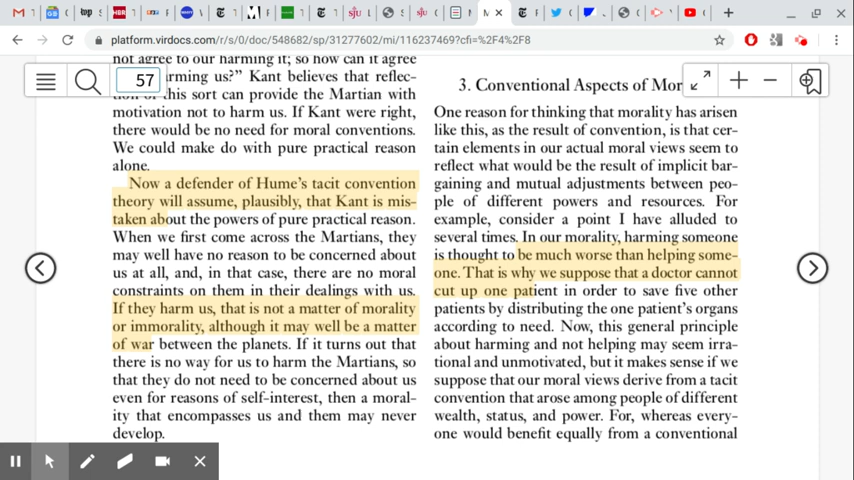 platform.virdocs.com/r/s/0/doc/548682/sp/31277602/mi/116237469?cfi=%2F4%2F8
57
not agree to our harming it; so how can it agree
arming us?” Kant believes that reflec-
tion of this sort can provide the Martian with
motivation not to harm us. If Kant were right,
there would be no need for moral conventions.
We could make do with pure practical reason
alone.
Now a defender of Hume’s tacit convention
theory will assume, plausibly, that Kant is mis-
taken about the powers of pure practical reason.
When we first come across the Martians, they
may well have no reason to be concerned about
us at all, and, in that case, there are no moral
constraints on them in their dealings with us.
If they harm us, that is not a matter of morality
or immorality, although it may well be a matter
of war between the planets. If it turns out that
there is no way for us to harm the Martians, so
that they do not need to be concerned about us
even for reasons of self-interest, then a moral-
ity that encompasses us and them may never
develop.
3. Conventional Aspects of Mor
One reason for thinking that morality has arisen
like this, as the result of convention, is that cer-
tain elements in our actual moral views seem to
reflect what would be the result of implicit bar-
gaining and mutual adjustments between peo-
ple of different powers and resources. For
example, consider a point I have alluded to
several times. In our morality, harming someone
is thought to be much worse than helping some-
one. That is why we suppose that a doctor cannot
cut up one patient in order to save five other
patients by distributing the one patient’s organs
according to need. Now, this general principle
about harming and not helping may seem irra-
tional and unmotivated, but it makes sense if we
suppose that our moral views derive from a tacit
convention that arose among people of different
wealth, status, and power. For, whereas every-
one would benefit equally from a conventional